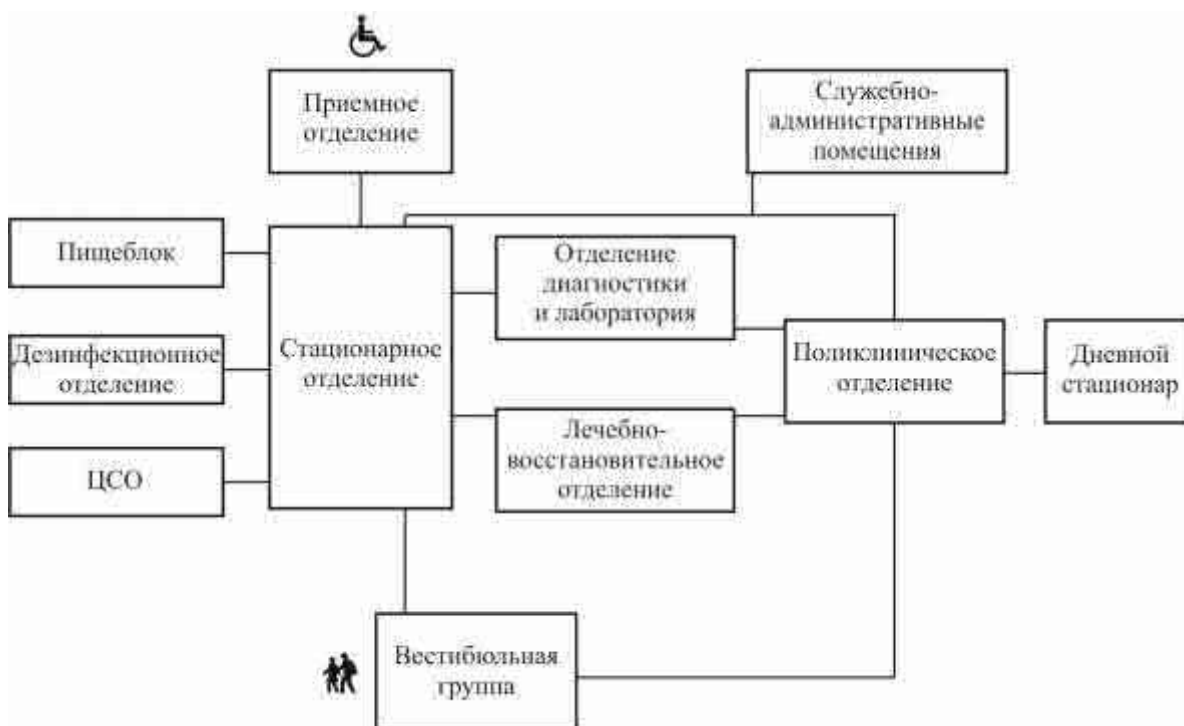 Приемное
отделение
Служебно-
административные
помещения
Пищеблок
Отделение
диагностики
и лаборатория
Дезинфекционное
отделение
Стационарное
отделение
Поликлиническое
отделение
Дневной
стационар
Лечебно-
восстановительное
отделение
ЦСО
Вестибюльная
группа